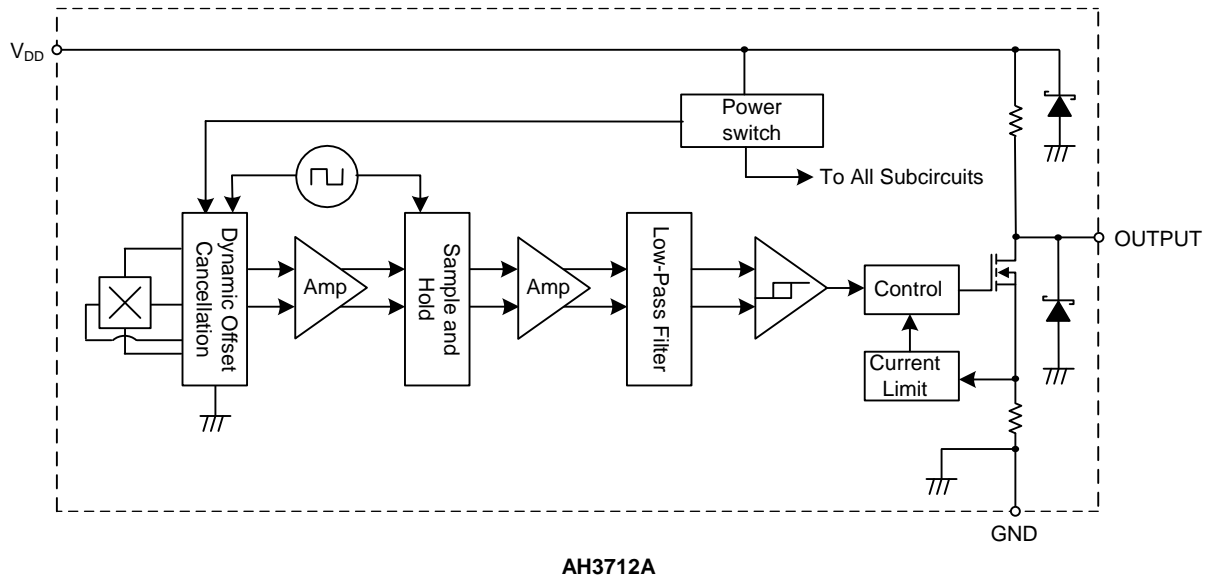 V_DD
Power
switch
To All Subcircuits
Dynamic Offset
Cancellation
Amp
Sample and
Hold
Amp
Low-Pass Filter
Control
Current
Limit
OUTPUT
GND
AH3712A